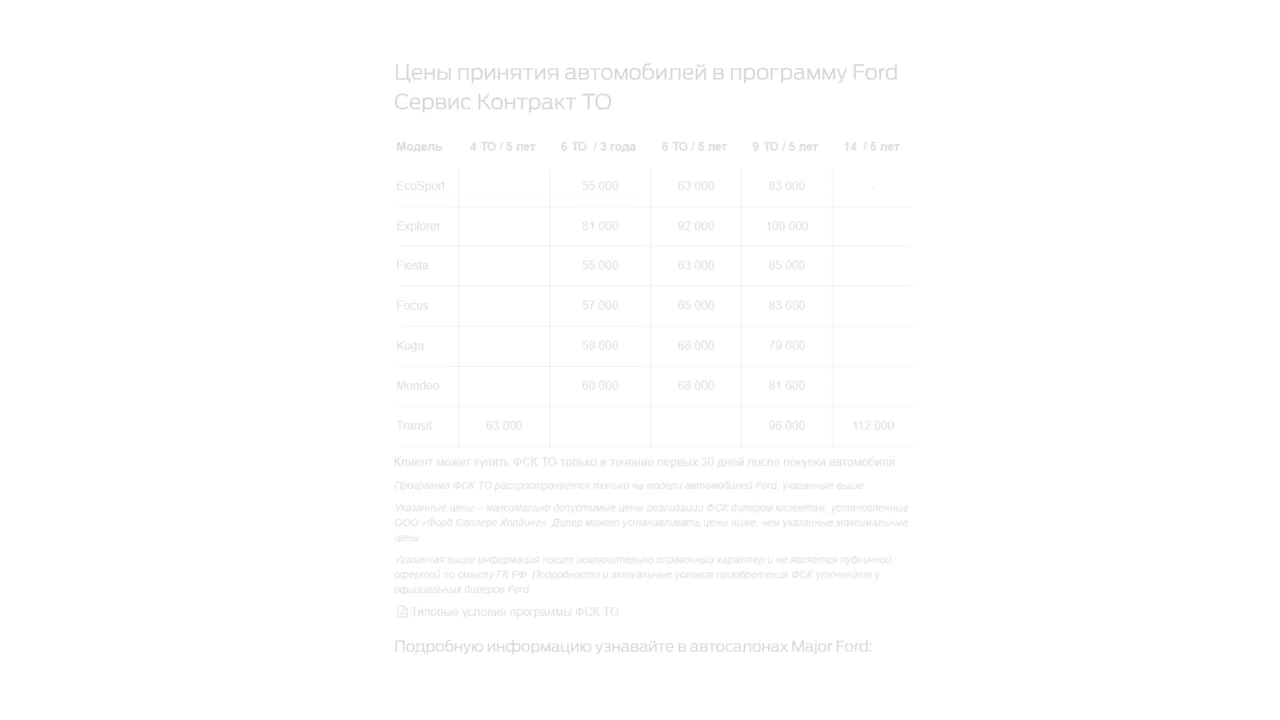 Цены принятия автомобилей в программу Ford
Сервис Контракт ТО
Модель 4 ТО / 5 лет 6 ТО / 3 года 6 ТО / 5 лет 9 ТО / 5 лет 14 / 5 лет
EcoSport 55 000 63 000 83 000 -
Explorer 81 000 92 000 109 000
Fiesta 55 000 63 000 85 000
Focus 57 000 65 000 83 000
Kuga 59 000 68 000 79 000
Mondeo 60 000 68 000 81 000
Transit 63 000 96 000 112 000
Клиент может купить ФСК ТО только в течение первых 30 дней после покупки автомобиля
Программа ФСК ТО распространяется только на модели автомобилей Ford, указанные выше.
Указанные цены – максимально допустимые цены реализации ФСК дилером клиентам, установленные
ООО «Форд Соллерс Холдинг». Дилер может устанавливать цены ниже, чем указанные максимальные
цены.
Указанная выше информация носит исключительно справочный характер и не является публичной
офертой по смыслу ГК РФ. Подробности и актуальные условия приобретения ФСК уточняйте у
официальных дилеров Ford.
Типовые условия программы ФСК ТО
Подробную информацию узнавайте в автосалонах Major Ford: